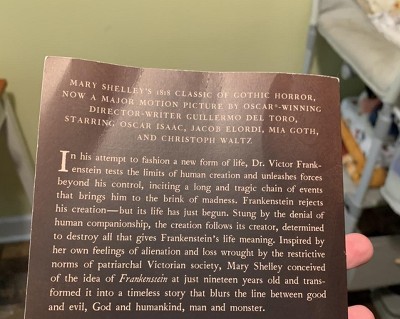 MARY SHELLEY'S 1818 CLASSIC OF GOTHIC HORROR,
NOW A MAJOR MOTION PICTURE BY OSCAR®-WINNING
DIRECTOR-WRITER GUILLERMO DEL TORO,
STARRING OSCAR ISAAC, JACOB ELORDI, MIA GOTH,
AND CHRISTOPH WALTZ
In his attempt to fashion a new form of life, Dr. Victor Frank-
enstein tests the limits of human creation and unleashes forces
beyond his control, inciting a long and tragic chain of events
that brings him to the brink of madness. Frankenstein rejects
his creation—but its life has just begun. Stung by the denial of
human companionship, the creation follows its creator, determined
to destroy all that gives Frankenstein's life meaning. Inspired by
her own feelings of alienation and loss wrought by the restrictive
norms of patriarchal Victorian society, Mary Shelley conceived
of the idea of Frankenstein at just nineteen years old and trans-
formed it into a timeless story that blurs the line between good
and evil, God and humankind, man and monster.